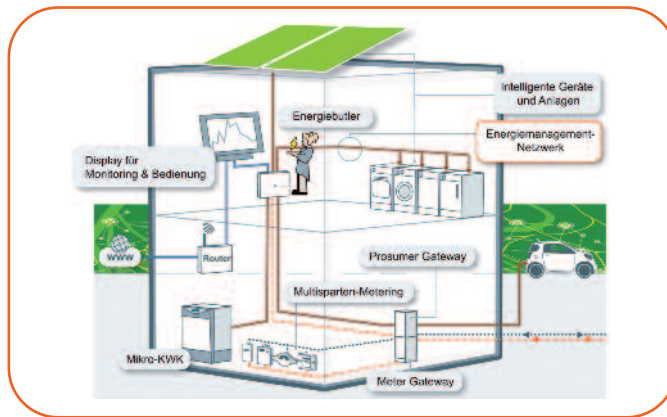 Intelligente Geräte
und Anlagen
Energiebutler
Energiemanagement-
Netzwerk
Display für
Monitoring & Bedienung
WWW
Router
Prosumer Gateway
Multisparten-Metering
Mikro-KWK
Meter Gateway